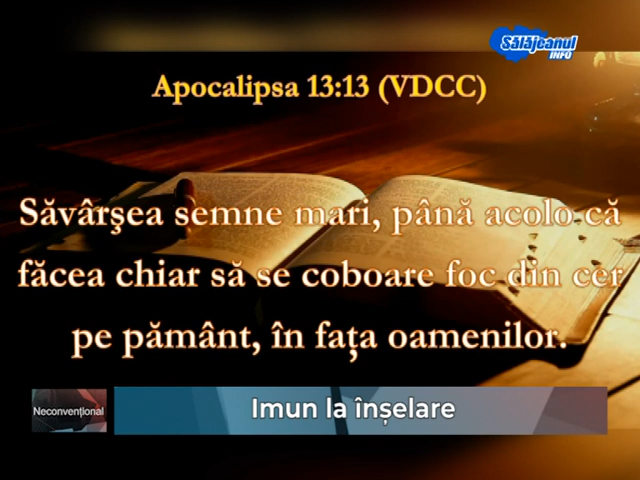 Sălăjeanul
INFO
Apocalipsa 13:13 (VDCC)
Săvârşea semne mari, până acolo că
făcea chiar să se coboare foc din cer
pe pământ, în faţa oamenilor.
Neconvențional
Imun la înșelare